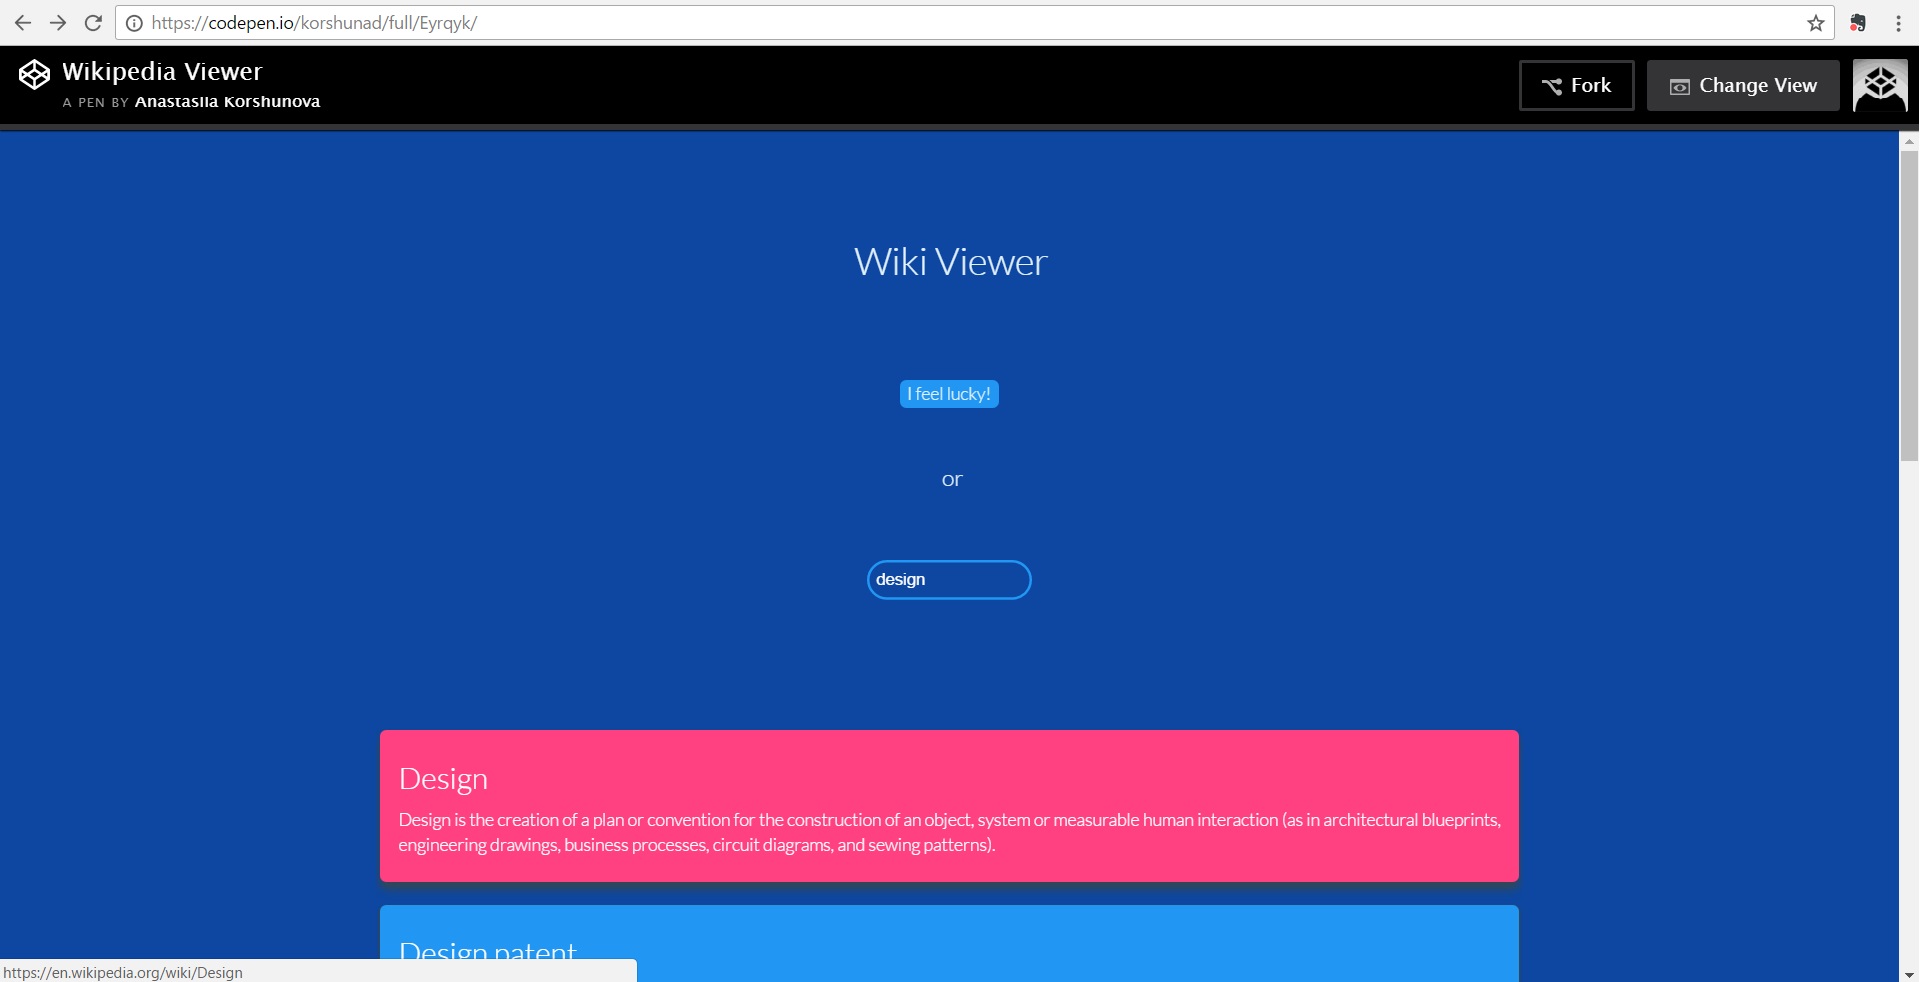 https://codepen.io/korshunad/full/Eyrqyk/
Wikipedia Viewer
A PEN BY Anastasiia Korshunova
Fork
Change View
Wiki Viewer
I feel lucky!
or
design
Design
Design is the creation of a plan or convention for the construction of an object, system or measurable human interaction (as in architectural blueprints,
engineering drawings, business processes, circuit diagrams, and sewing patterns).
Design patent
https://en.wikipedia.org/wiki/Design